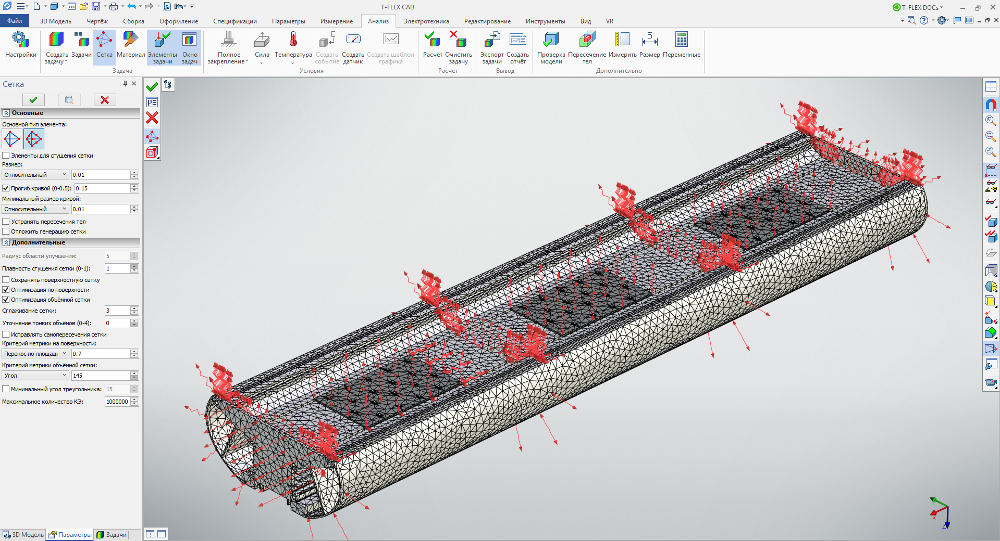 T-FLEX CAD
T-FLEX DOCs
Файл
3D Модель
Чертёж
Сборка
Оформление
Спецификации
Параметры
Измерение
Анализ
Электротехника
Редактирование
Инструменты
Вид
VR
Настройки
Создать задачу
Задачи
Сетка
Материал
Элементы задачи
Окно задач
Полное закрепление
Сила
Температура
Создать событие
Создать датчик
Создать шаблон графика
Расчёт
Очистить задачу
Экспорт задачи
Создать отчёт
Проверка модели
Пересечение тел
Измерить
Размер
Переменные
Задача
Условия
Расчёт
Вывод
Дополнительно
Сетка
Основные
Основной тип элемента:
Элементы для сгущения сетки
Размер:
Относительный 0.01
Прогиб кривой (0-0.5): 0.15
Минимальный размер кривой:
Относительный 0.01
Устранять пересечения тел
Отложить генерацию сетки
Дополнительные
Радиус области улучшения: 5
Плавность сгущения сетки (0-1): 1
Сохранять поверхностную сетку
Оптимизация по поверхности
Оптимизация объёмной сетки
Сглаживание сетки: 3
Уточнение тонких объёмов (0-4): 0
Исправлять самопересечения сетки
Критерий метрики на поверхности:
Перекос по площади 0.7
Критерий метрики объёмной сетки:
Угол 145
Минимальный угол треугольника: 15
Максимальное количество КЭ: 1000000
3D Модель
Параметры
Задачи
X
Z